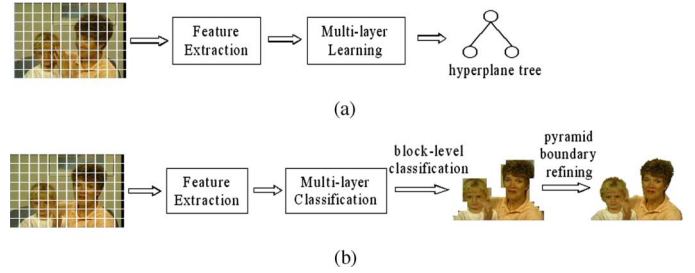 Feature
Extraction
Multi-layer
Learning
hyperplane tree
(a)
Feature
Extraction
Multi-layer
Classification
block-level
classification
pyramid
boundary
refining
(b)